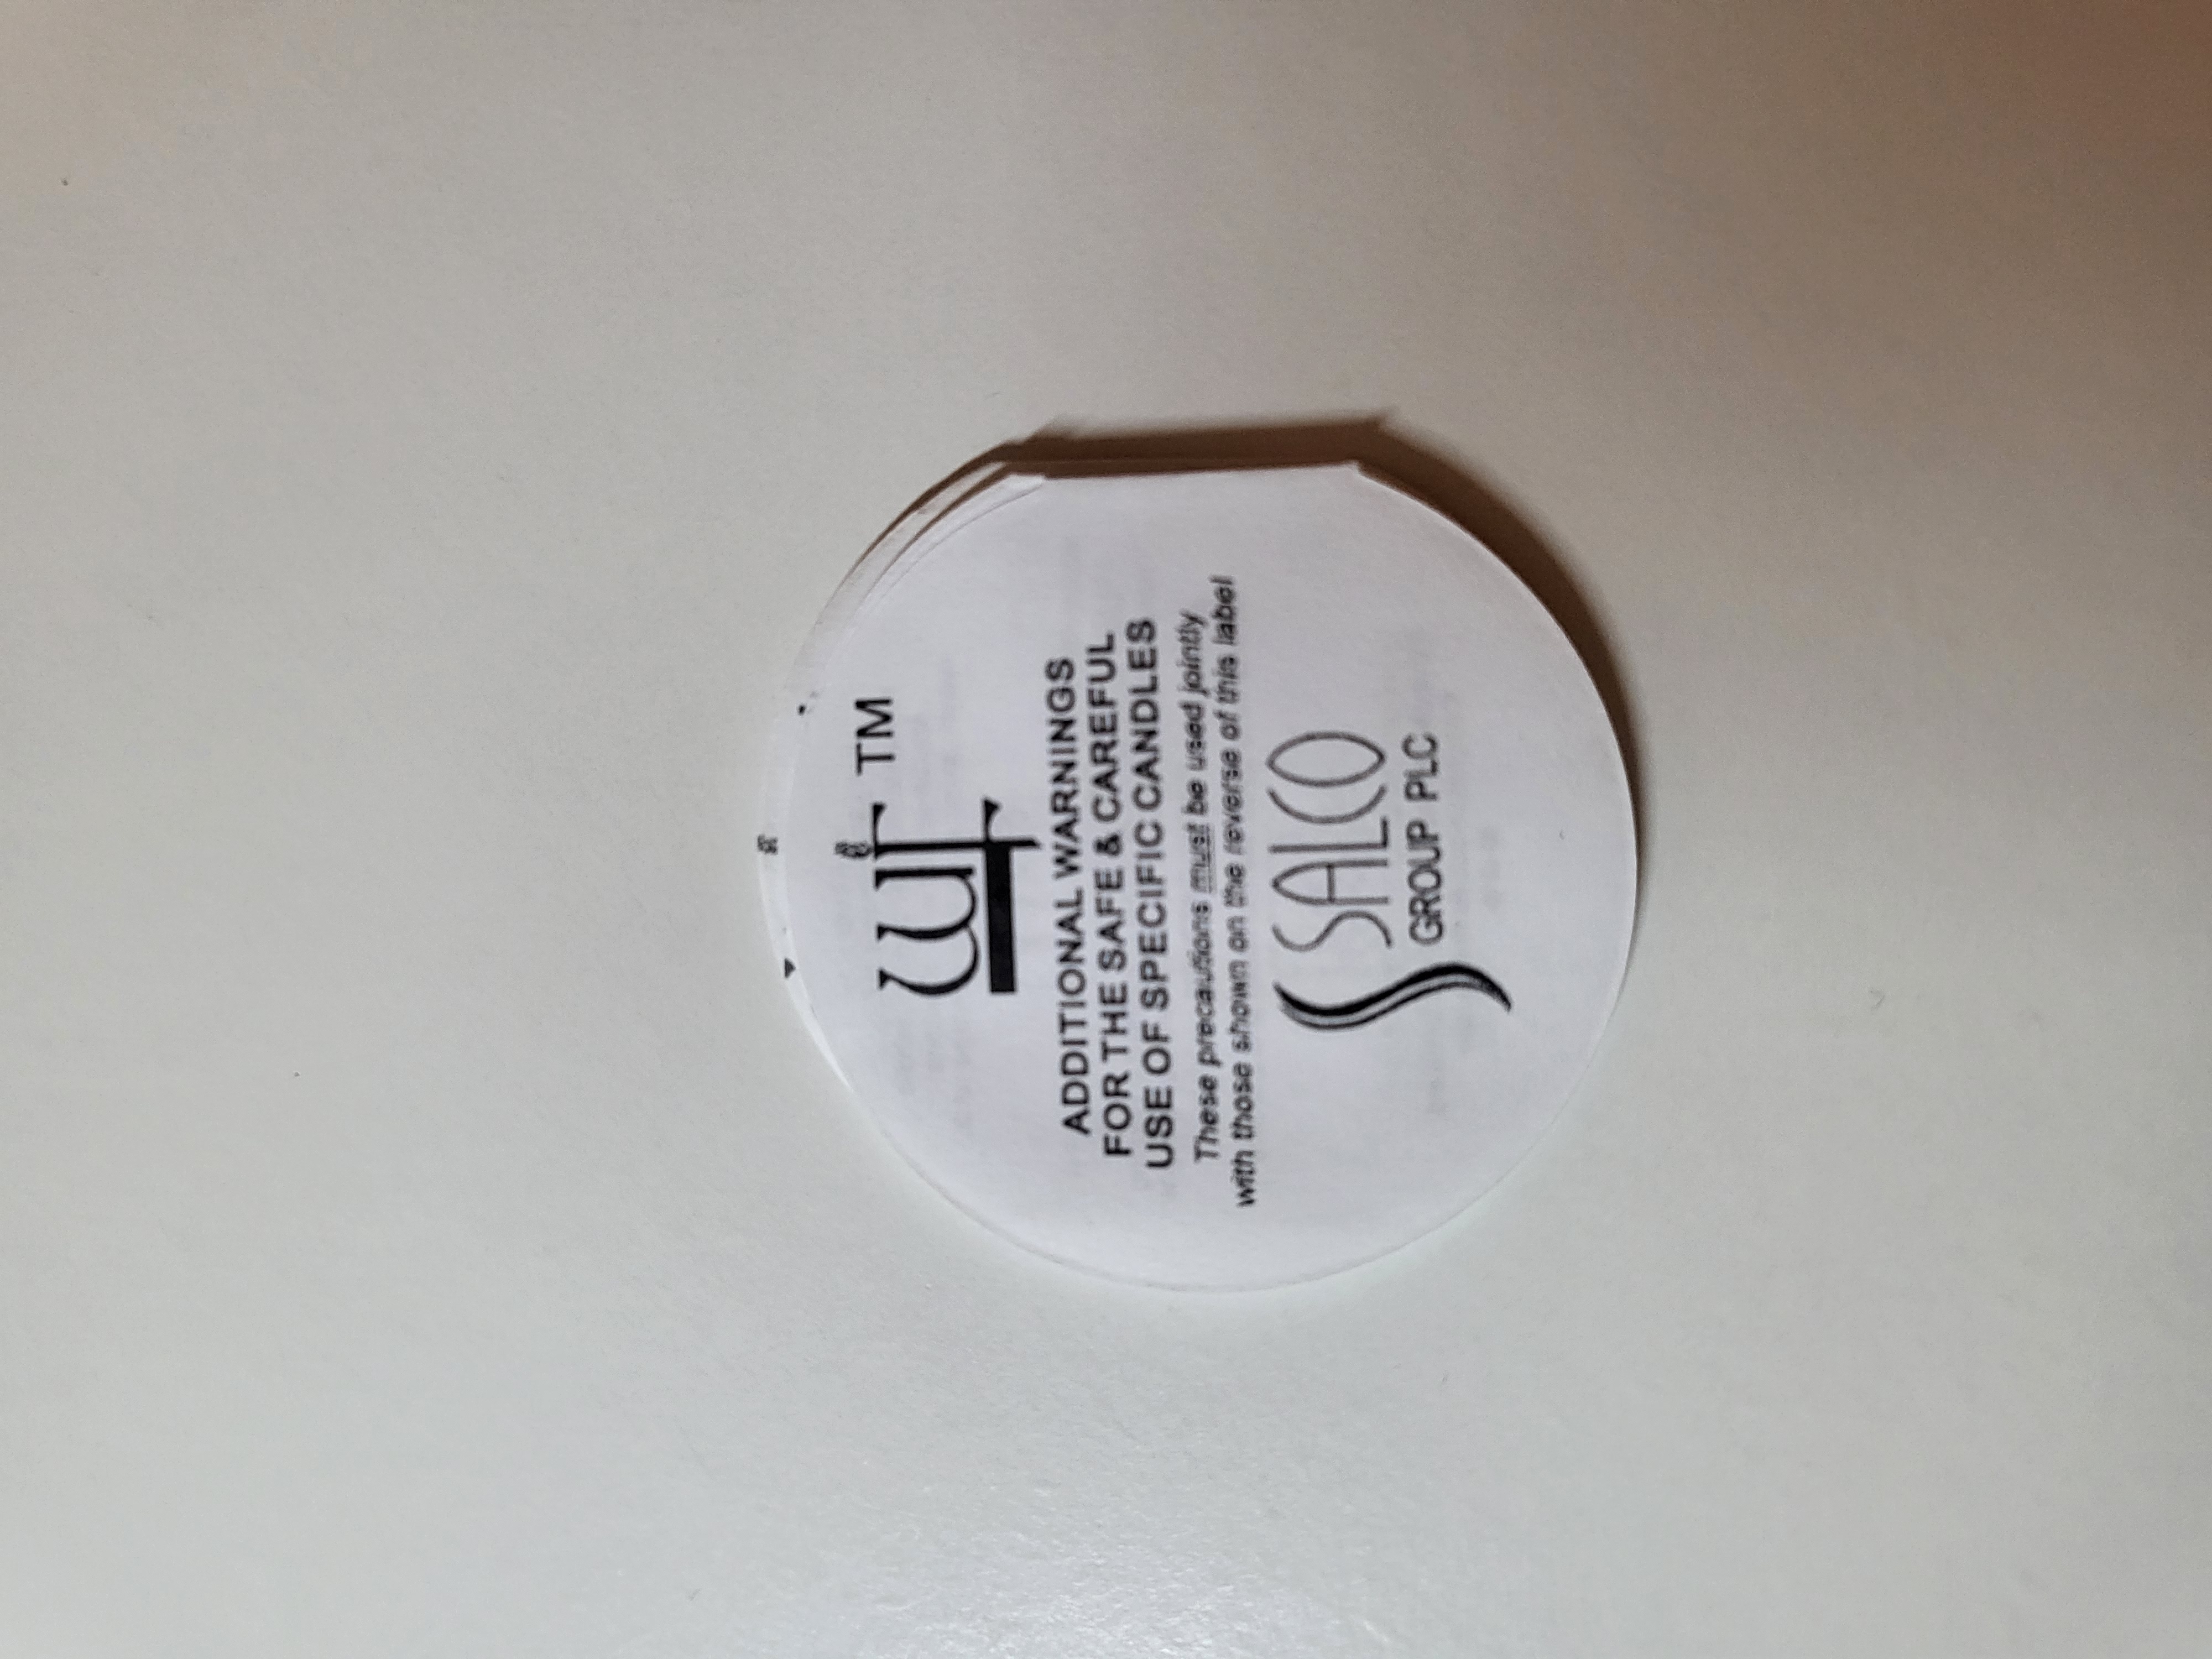 TM
ADDITIONAL WARNINGS
FOR THE SAFE & CAREFUL
USE OF SPECIFIC CANDLES
These precautions must be used jointly
with those shown on the reverse of this label
SALCO
GROUP PLC